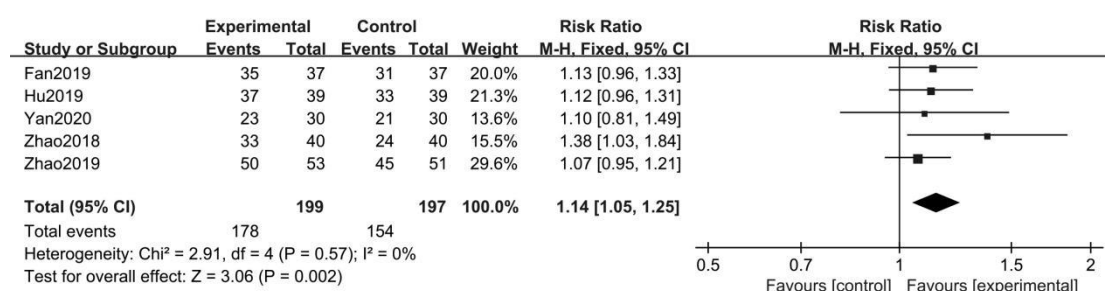 Experimental Control Risk Ratio Risk Ratio
Study or Subgroup Events Total Events Total Weight M-H, Fixed, 95% CI M-H, Fixed, 95% CI
Fan2019 35 37 31 37 20.0% 1.13 [0.96, 1.33]
Hu2019 37 39 33 39 21.3% 1.12 [0.96, 1.31]
Yan2020 23 30 21 30 13.6% 1.10 [0.81, 1.49]
Zhao2018 33 40 24 40 15.5% 1.38 [1.03, 1.84]
Zhao2019 50 53 45 51 29.6% 1.07 [0.95, 1.21]
Total (95% CI) 199 197 100.0% 1.14 [1.05, 1.25]
Total events 178 154
Heterogeneity: Chi² = 2.91, df = 4 (P = 0.57); I² = 0%
Test for overall effect: Z = 3.06 (P = 0.002)
0.5 0.7 1 1.5 2
Favours [control] Favours [experimental]